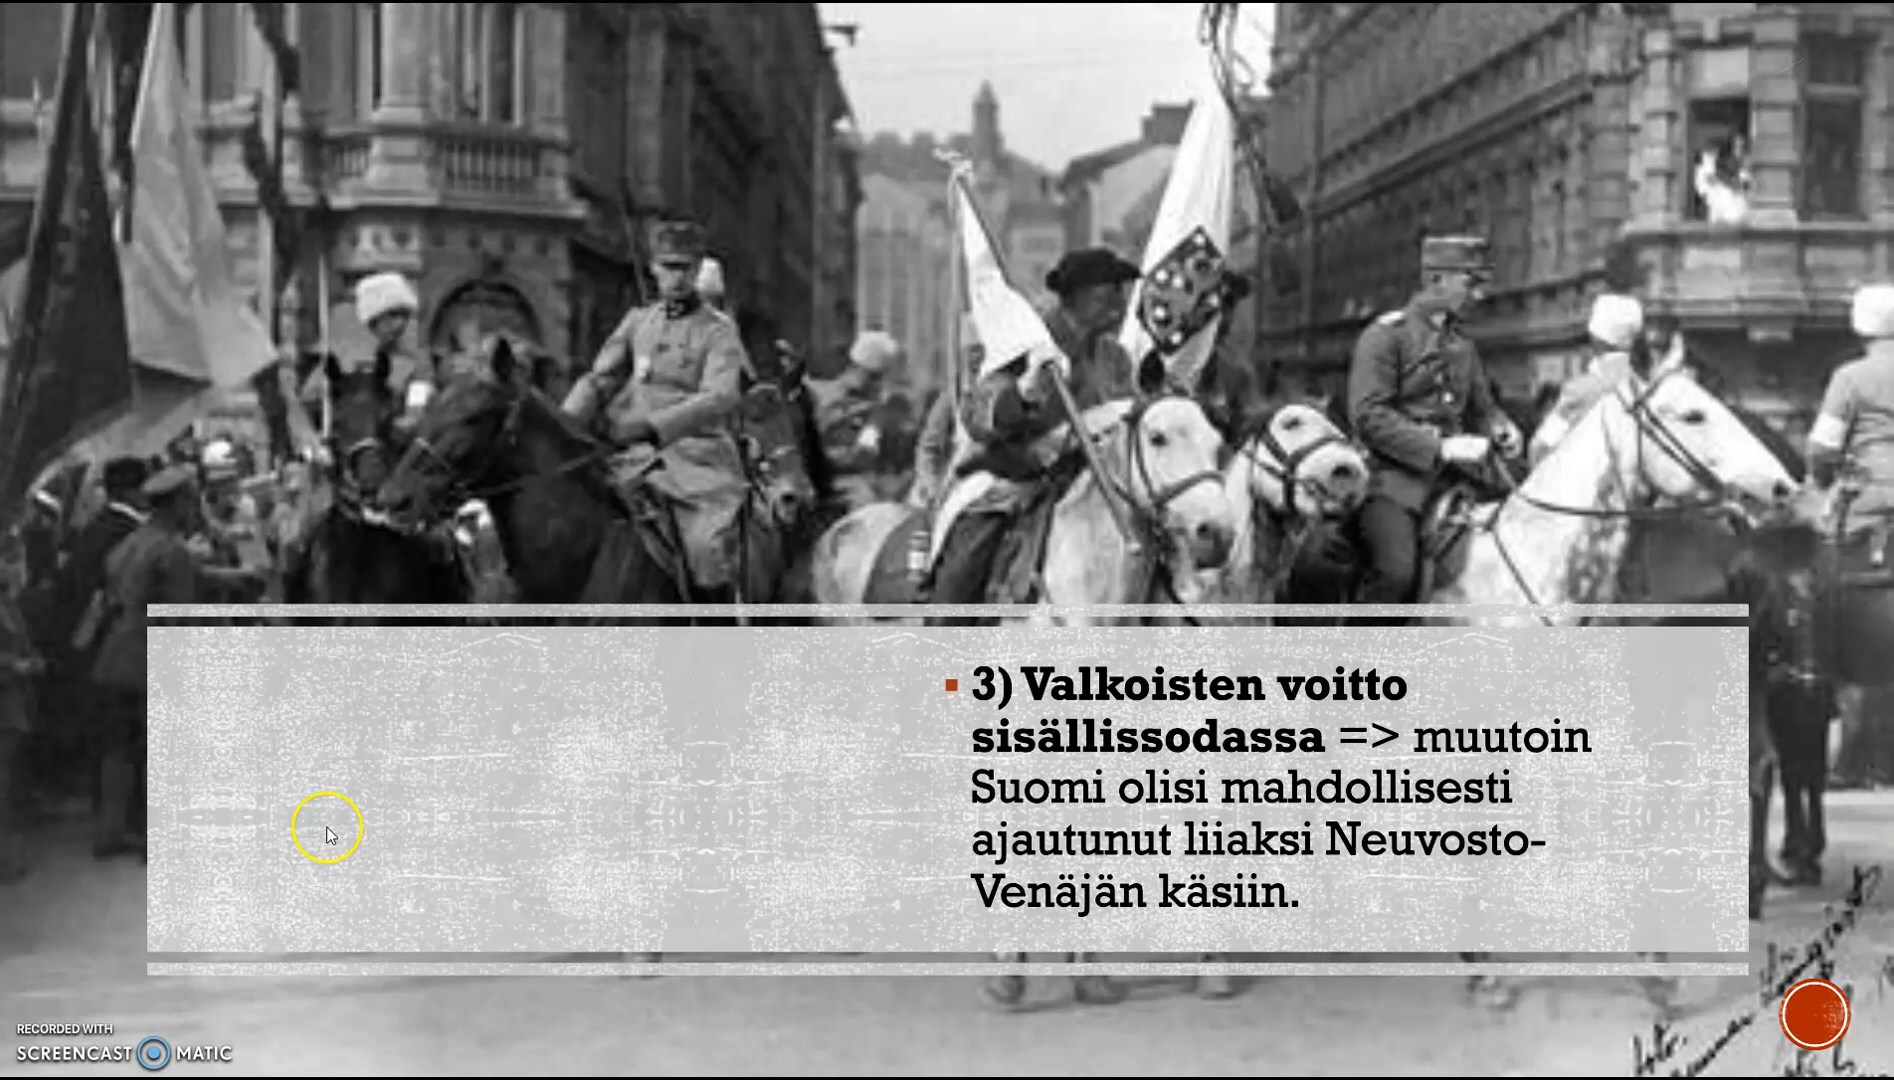 3) Valkoisten voitto
sisällissodassa => muutoin
Suomi olisi mahdollisesti
ajautunut liiaksi Neuvosto-
Venäjän käsiin.
RECORDED WITH
SCREENCAST MATIC